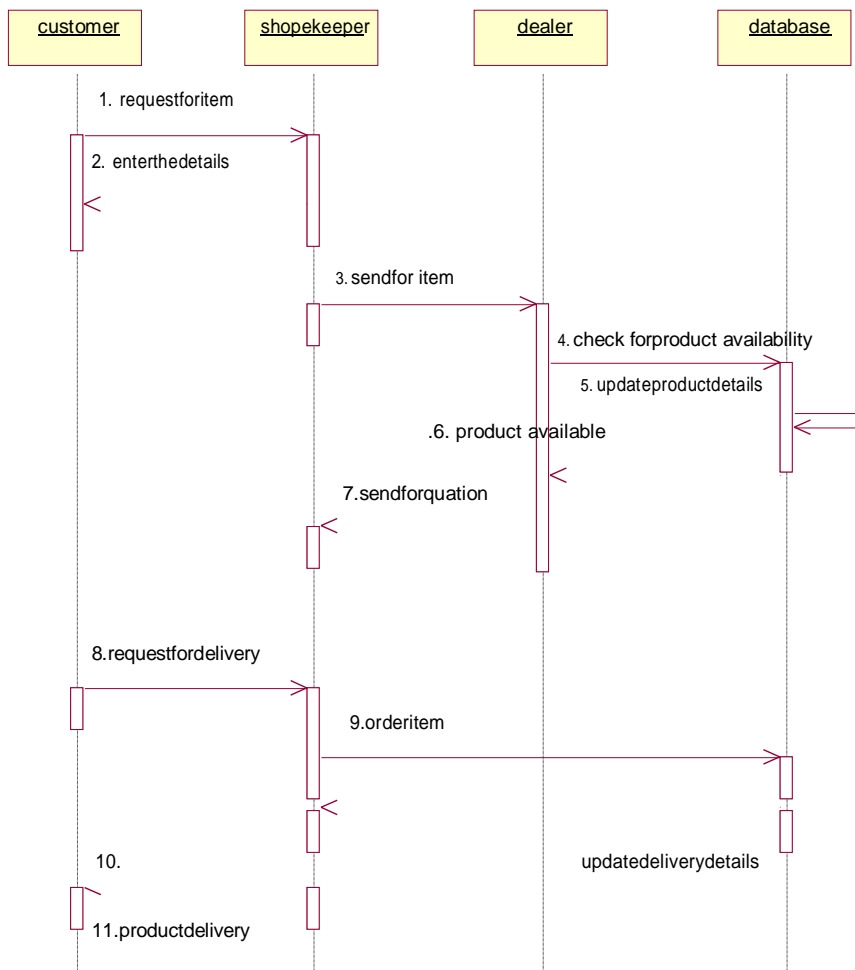 customer
shopekeeper
dealer
database
1. requestforitem
2. enterthedetails
3. sendfor item
4. check forproduct availability
5. updateproductdetails
.6. product available
7.sendforquation
8.requestfordelivery
9.orderitem
10.
updatedeliverydetails
11.productdelivery